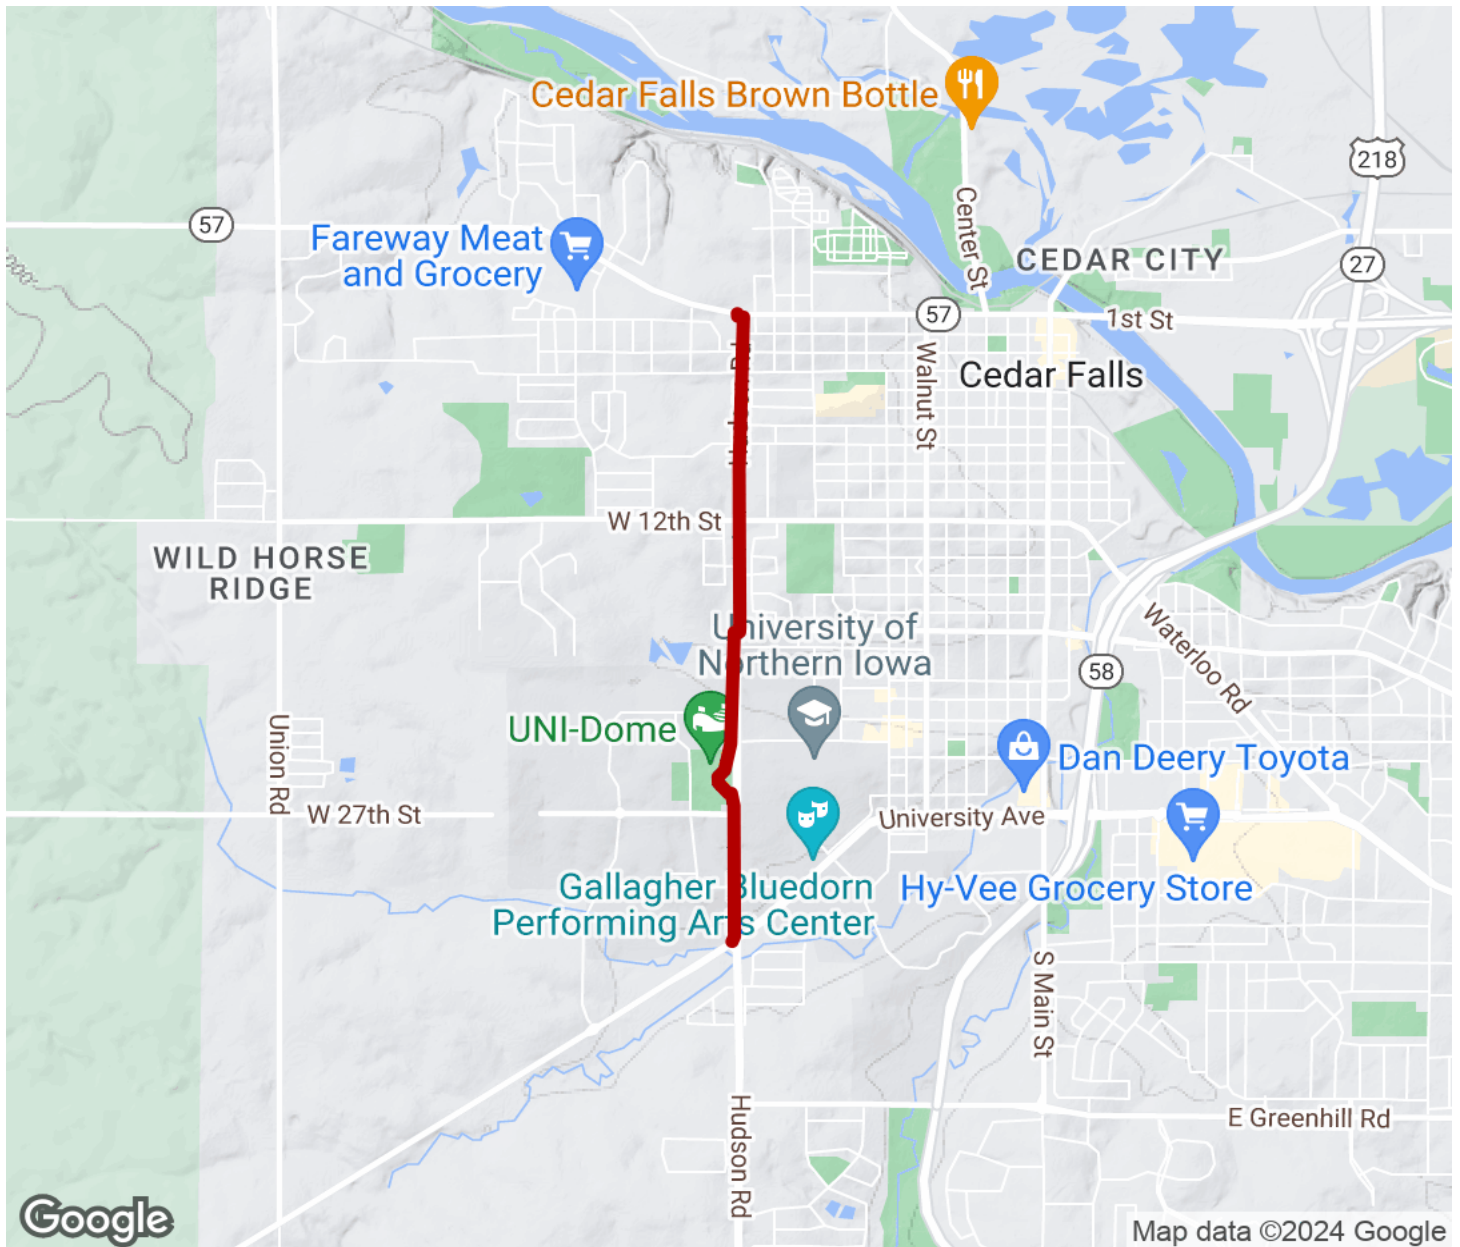 Cedar Falls Brown Bottle
218
57
Fareway Meat
and Grocery
Center St
CEDAR CITY
27
57
1st St
Walnut St
Cedar Falls
W 12th St
WILD HORSE
RIDGE
University of
Northern Iowa
Waterloo Rd
58
UNI-Dome
Union Rd
Dan Deery Toyota
W 27th St
University Ave
Gallagher Bluedorn
Performing Arts Center
Hy-Vee Grocery Store
S Main St
Hudson Rd
E Greenhill Rd
Google
Map data ©2024 Google